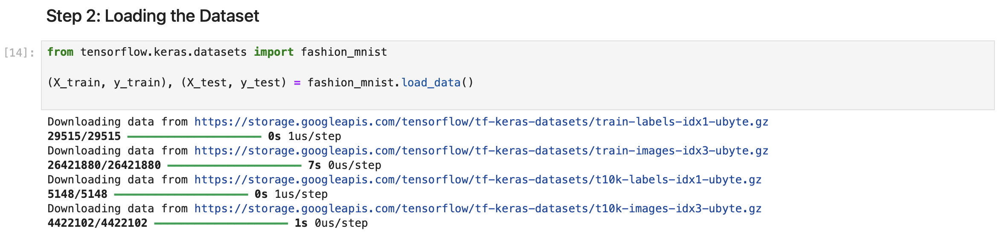 Step 2: Loading the Dataset
[14]:
from tensorflow.keras.datasets import fashion_mnist
(X_train, y_train), (X_test, y_test) = fashion_mnist.load_data()
Downloading data from https://storage.googleapis.com/tensorflow/tf-keras-datasets/train-labels-idx1-ubyte.gz
29515/29515 ━━━━━━━━━━━━━━━━━━━━ 0s 1us/step
Downloading data from https://storage.googleapis.com/tensorflow/tf-keras-datasets/train-images-idx3-ubyte.gz
26421880/26421880 ━━━━━━━━━━━━━━━━━━━━ 7s 0us/step
Downloading data from https://storage.googleapis.com/tensorflow/tf-keras-datasets/t10k-labels-idx1-ubyte.gz
5148/5148 ━━━━━━━━━━━━━━━━━━━━ 0s 1us/step
Downloading data from https://storage.googleapis.com/tensorflow/tf-keras-datasets/t10k-images-idx3-ubyte.gz
4422102/4422102 ━━━━━━━━━━━━━━━━━━━━ 1s 0us/step